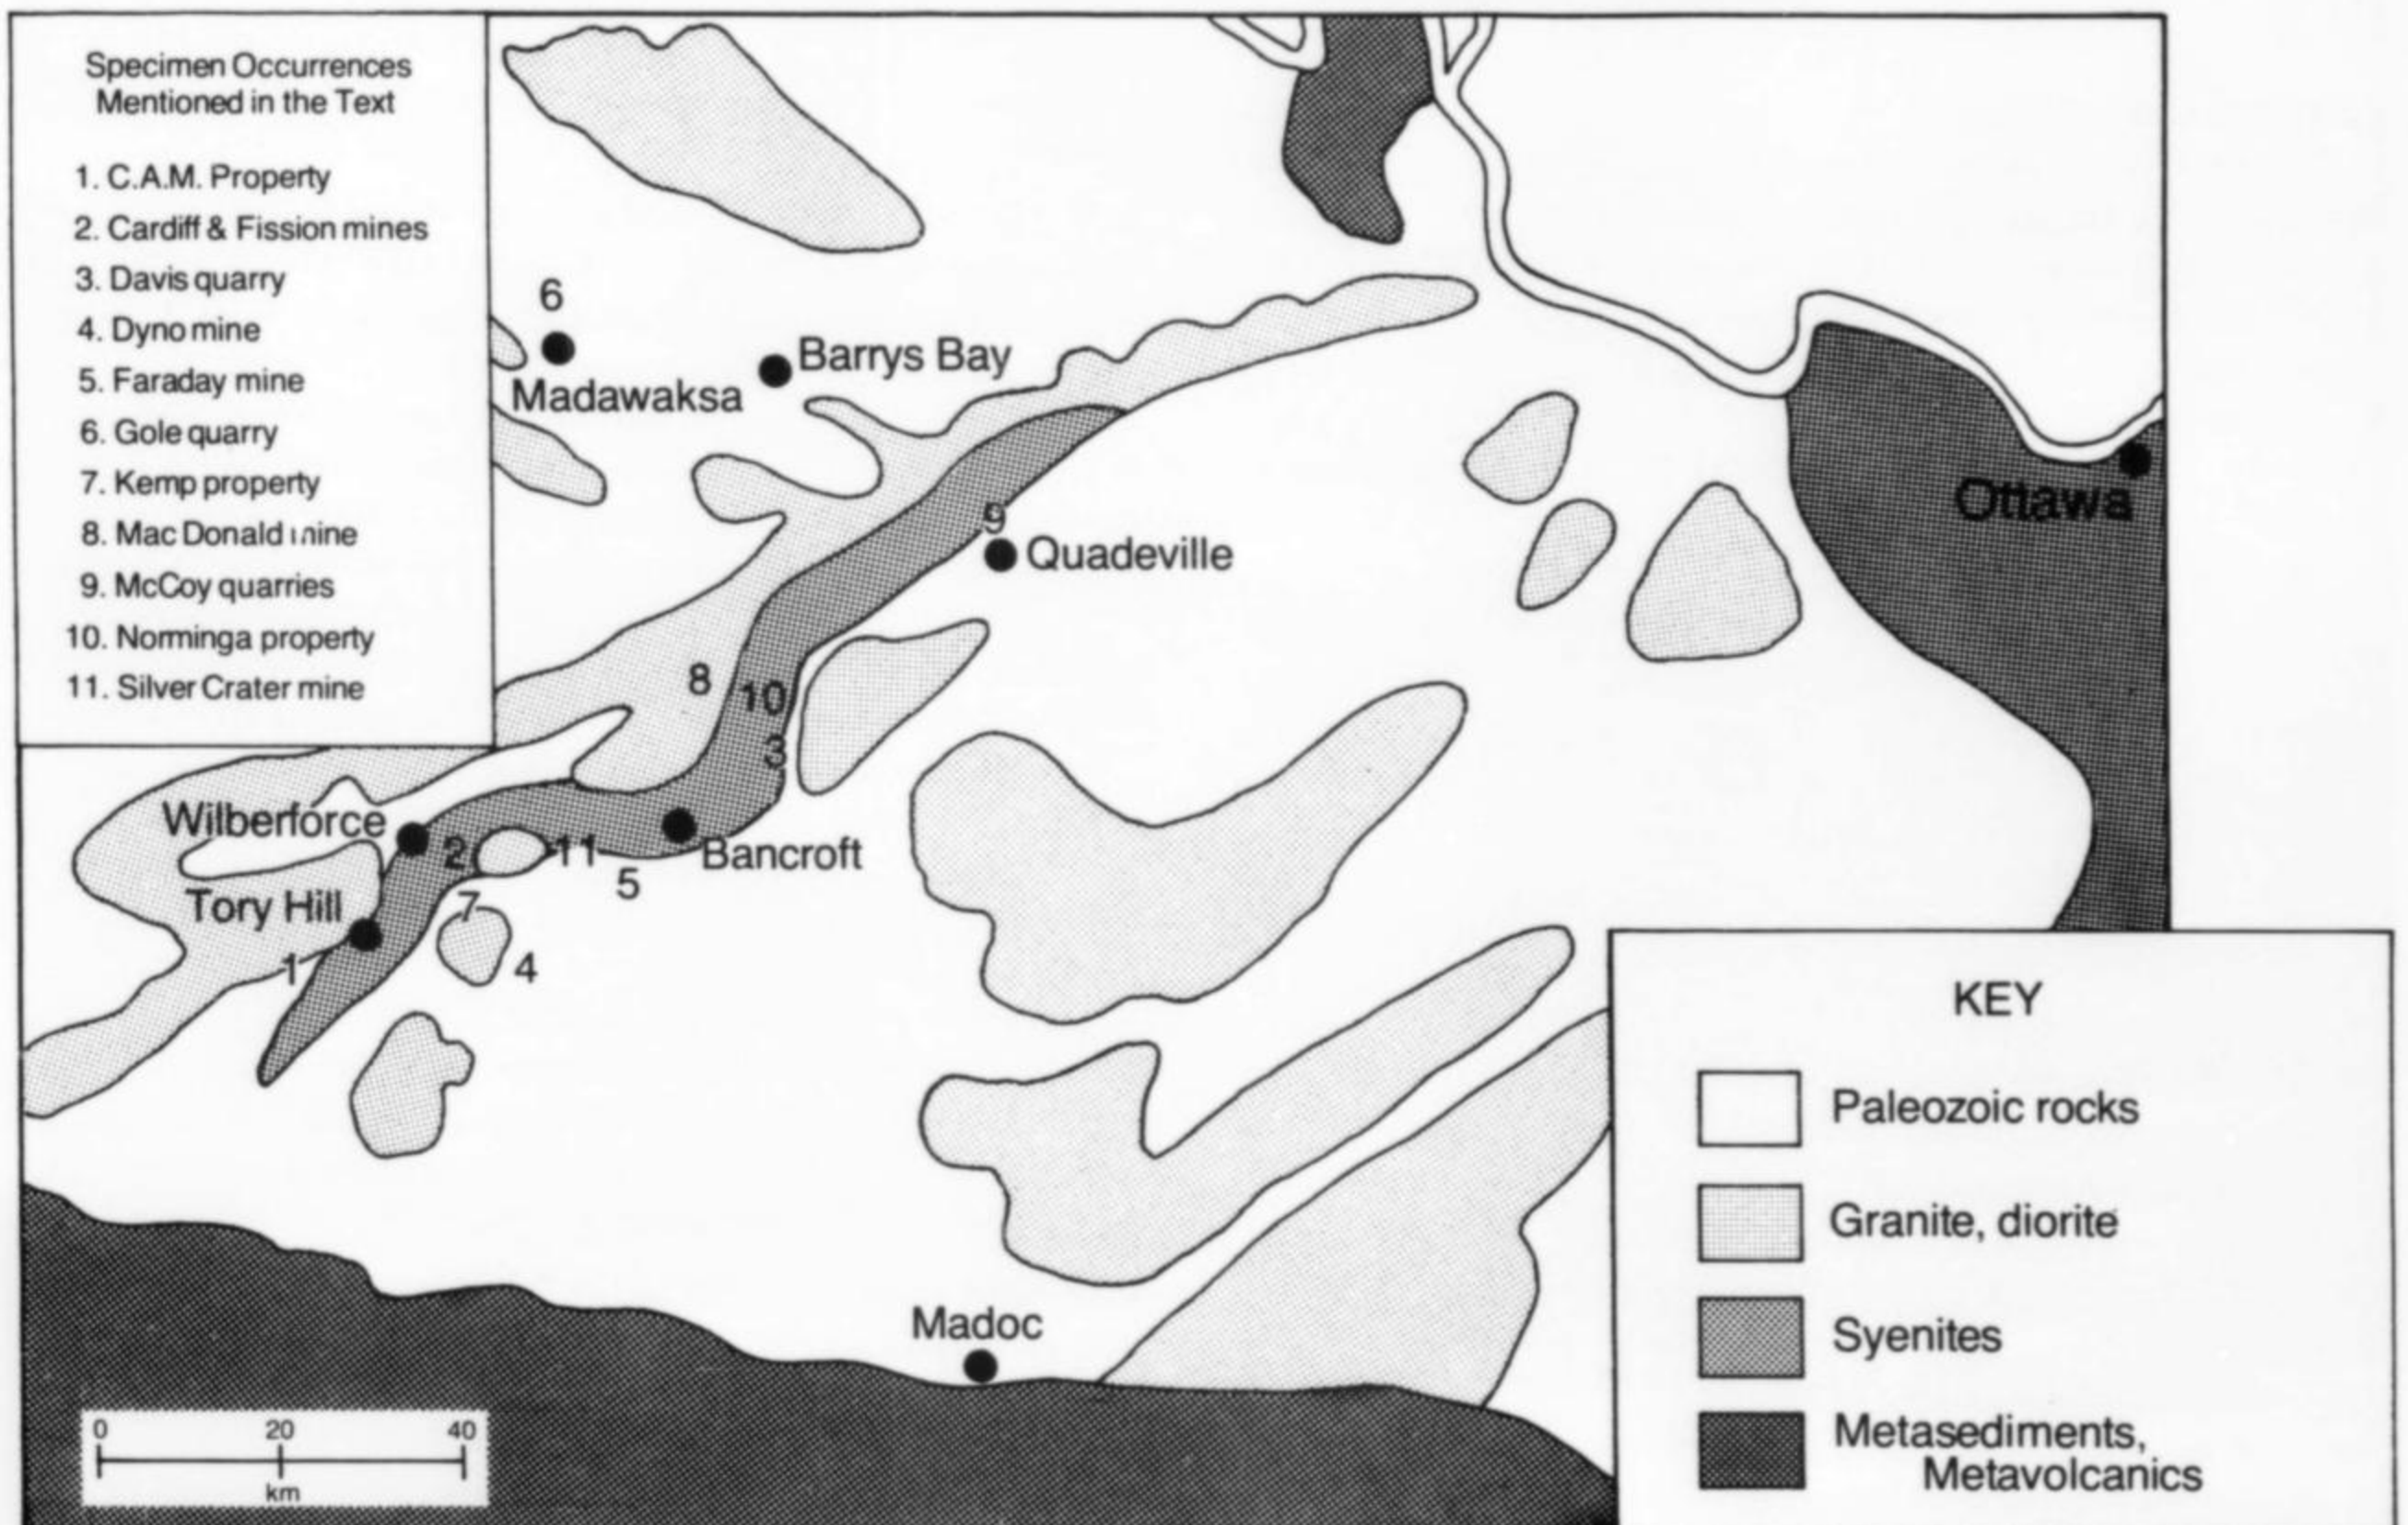 Specimen Occurrences
Mentioned in the Text
1. C.A.M. Property
2. Cardiff & Fission mines
3. Davis quarry
4. Dyno mine
5. Faraday mine
6. Gole quarry
7. Kemp property
8. Mac Donald mine
9. McCoy quarries
10. Norminga property
11. Silver Crater mine
6
Madawaksa
Barrys Bay
Ottawa
9
Quadeville
8
10
3
Wilberforce
2
11
Bancroft
5
Tory Hill
7
1
4
Madoc
0 20 40
km
KEY
Paleozoic rocks
Granite, diorite
Syenites
Metasediments,
Metavolcanics